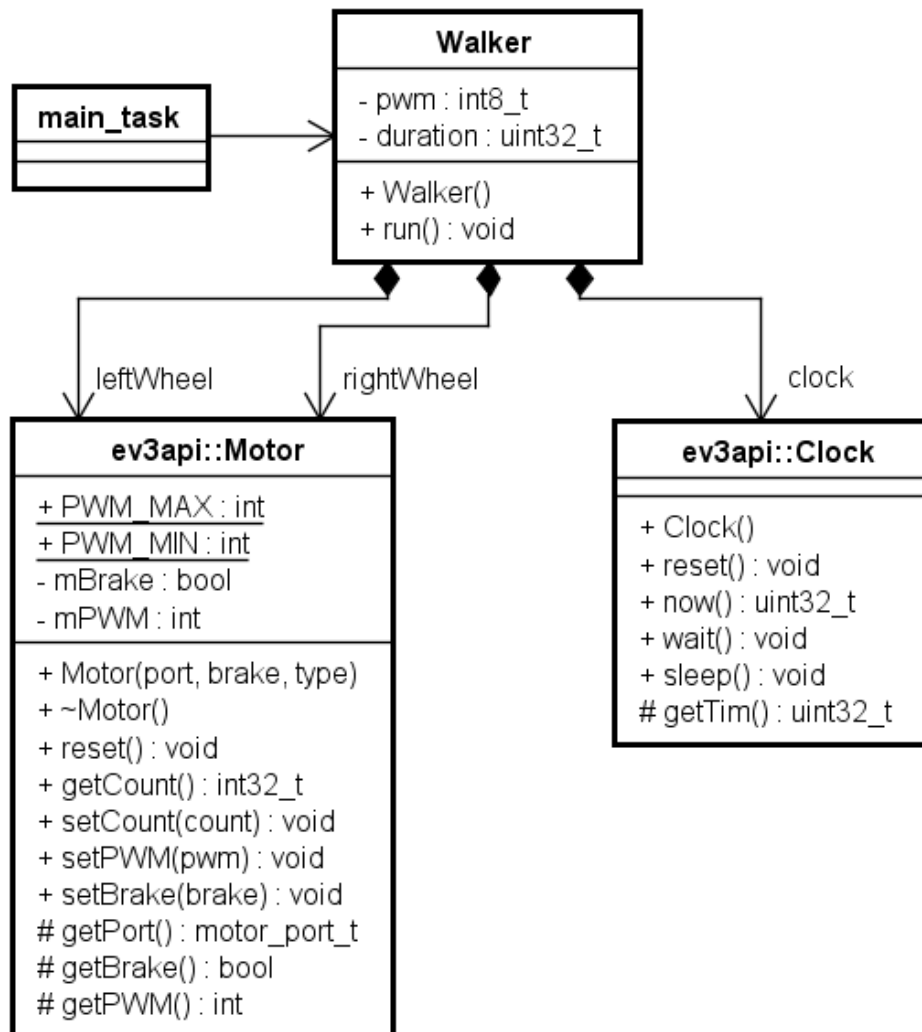 Walker
- pwm : int8_t
- duration : uint32_t
+ Walker()
+ run() : void
main_task
leftWheel
rightWheel
clock
ev3api::Motor
+ PWM_MAX : int
+ PWM_MIN : int
- mBrake : bool
- mPWM : int
+ Motor(port, brake, type)
+ ~Motor()
+ reset() : void
+ getCount() : int32_t
+ setCount(count) : void
+ setPWM(pwm) : void
+ setBrake(brake) : void
# getPort() : motor_port_t
# getBrake() : bool
# getPWM() : int
ev3api::Clock
+ Clock()
+ reset() : void
+ now() : uint32_t
+ wait() : void
+ sleep() : void
# getTim() : uint32_t